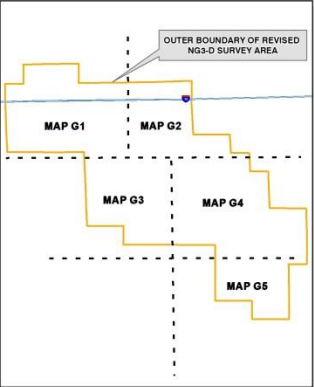 OUTER BOUNDARY OF REVISED
NG3-D SURVEY AREA
MAP G1
MAP G2
MAP G3
MAP G4
MAP G5